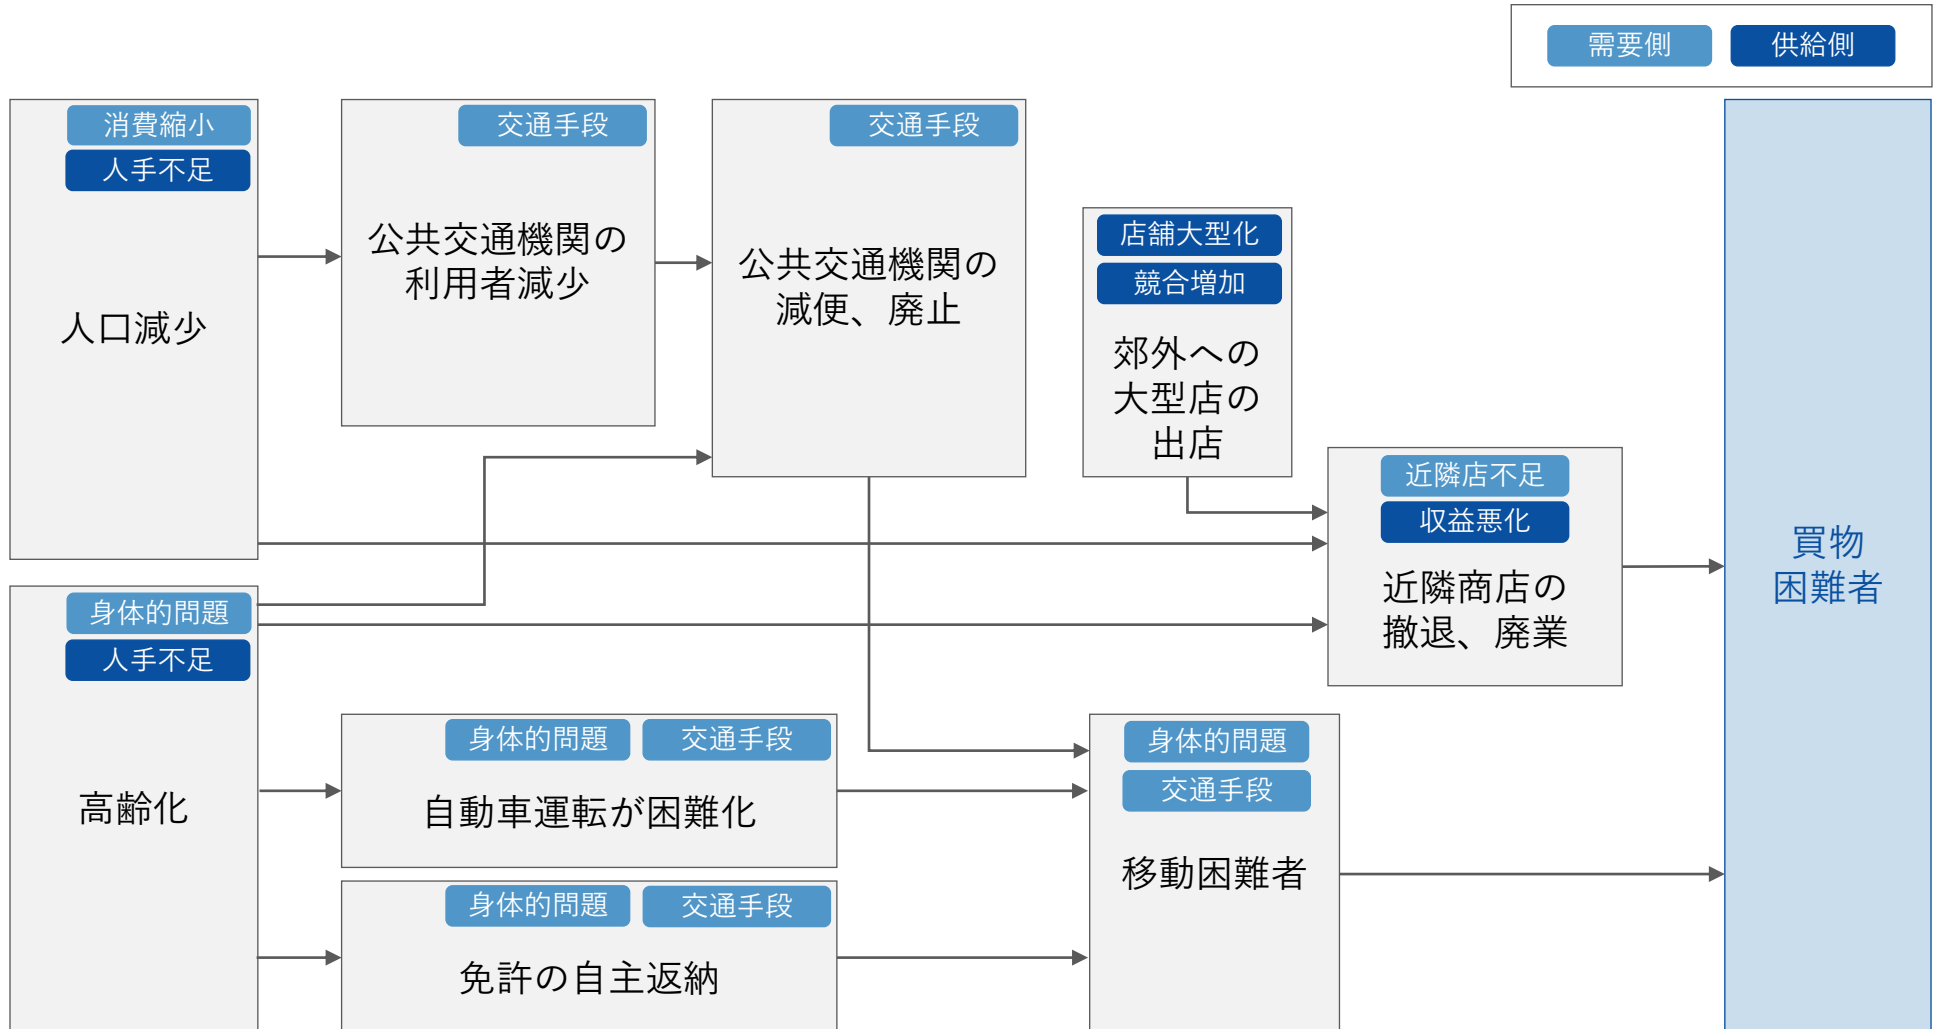 需要側
供給側
消費縮小
人手不足
人口減少
交通手段
公共交通機関の
利用者減少
交通手段
公共交通機関の
減便、廃止
店舗大型化
競合増加
郊外への
大型店の
出店
近隣店不足
収益悪化
近隣商店の
撤退、廃業
買物
困難者
身体的問題
人手不足
高齢化
身体的問題
交通手段
自動車運転が困難化
身体的問題
交通手段
免許の自主返納
身体的問題
交通手段
移動困難者